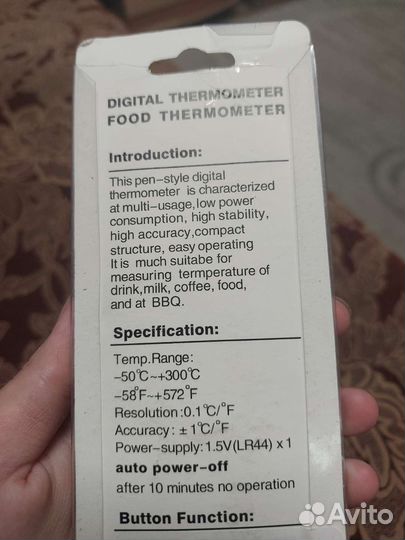 DIGITAL THERMOMETER
FOOD THERMOMETER
Introduction:
This pen-style digital
thermometer is characterized
at multi-usage,low power
consumption, high stability,
high accuracy,compact
structure, easy operating
It is much suitabe for
measuring termperature of
drink,milk, coffee, food,
and at BBQ.
Specification:
Temp.Range:
-50℃~+300℃
-58°F~+572°F
Resolution:0.1℃/°F
Accuracy: ±1℃/°F
Power-supply:1.5V(LR44) x 1
auto power-off
after 10 minutes no operation
Button Function:
Avito